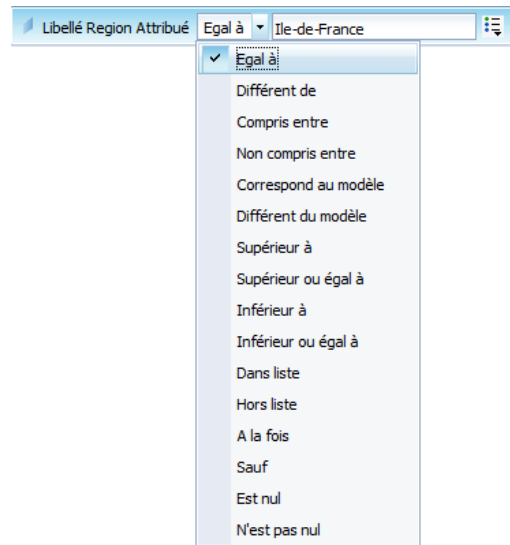 Libellé Region Attribué Egal à Ile-de-France
Egal à
Différent de
Compris entre
Non compris entre
Correspond au modèle
Différent du modèle
Supérieur à
Supérieur ou égal à
Inférieur à
Inférieur ou égal à
Dans liste
Hors liste
A la fois
Sauf
Est nul
N'est pas nul